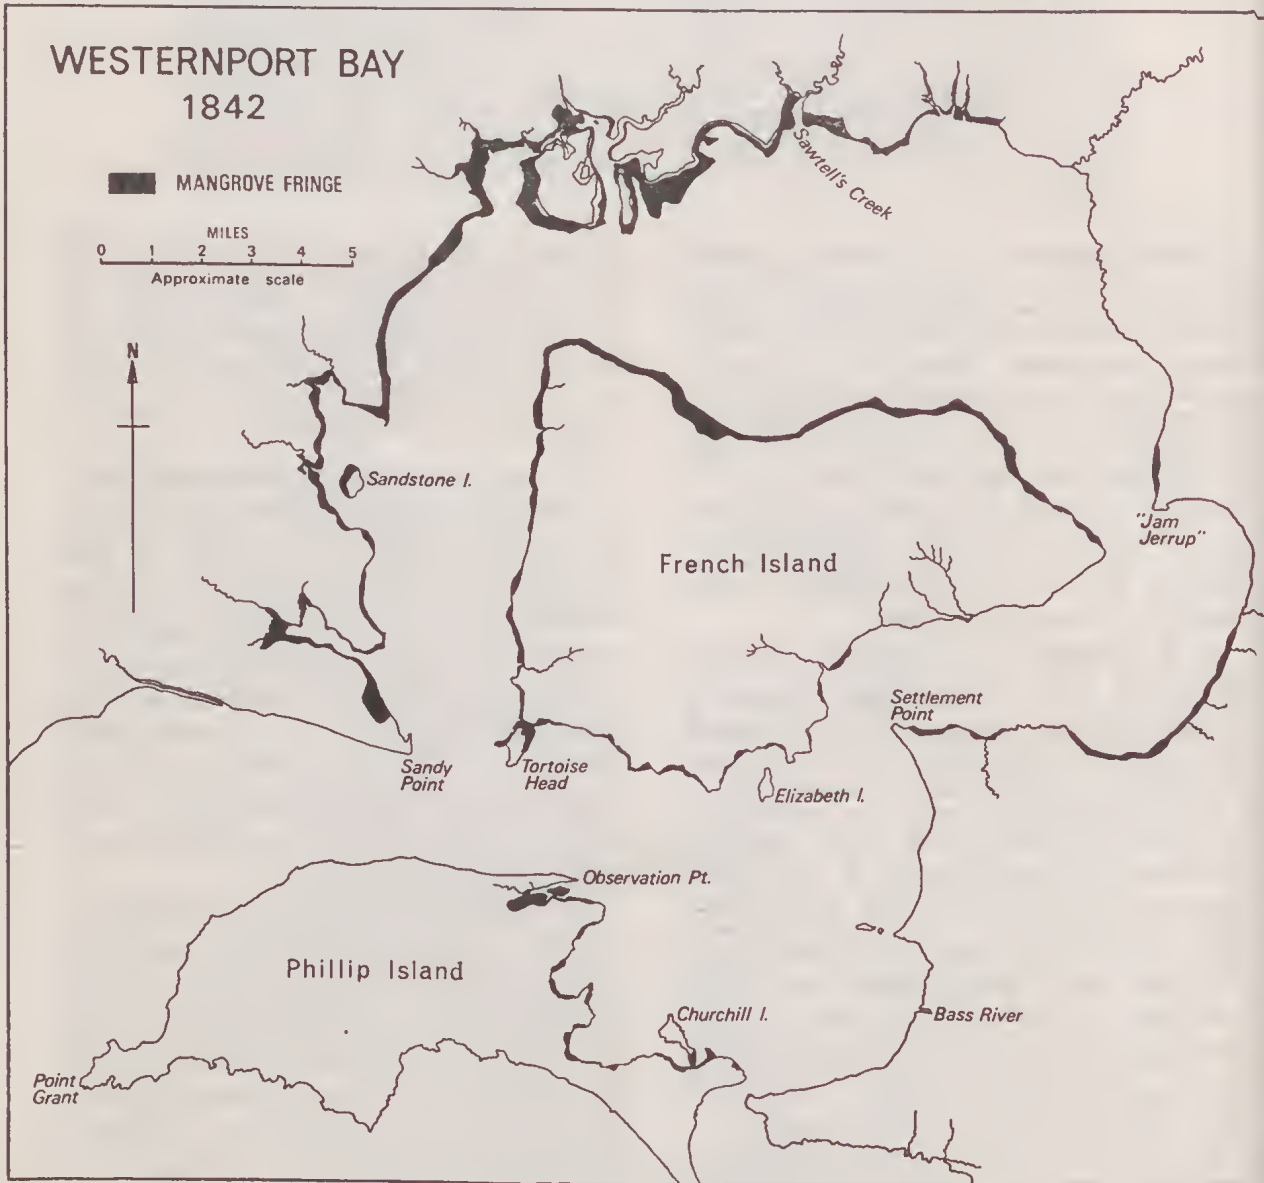 WESTERNPORT BAY
1842
MANGROVE FRINGE
MILES
0 1 2 3 4 5
Approximate scale
N
Sawtell's Creek
Sandstone I.
"Jam
Jerrup"
French Island
Settlement
Point
Sandy
Point
Tortoise
Head
Elizabeth I.
Observation Pt.
Phillip Island
Churchill I.
Bass River
Point
Grant